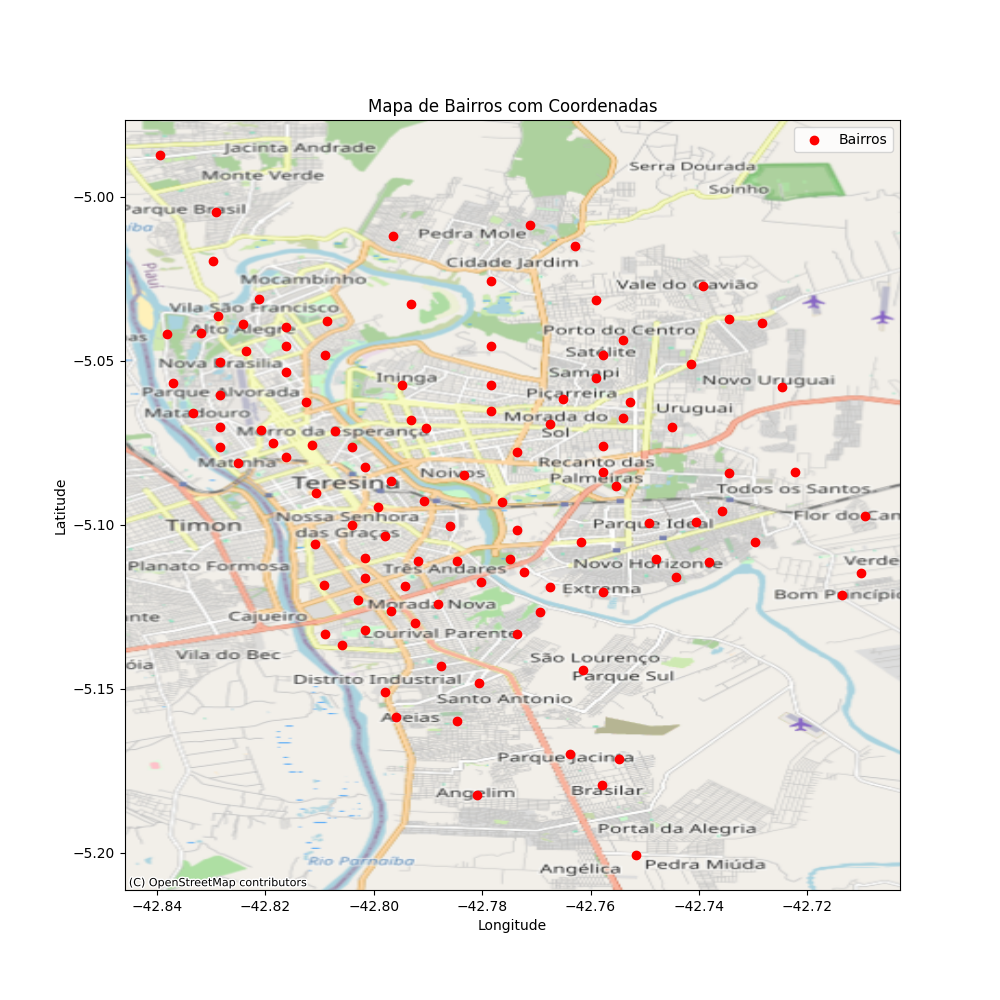 Mapa de Bairros com Coordenadas
Bairros
Jacinta Andrade
Serra Dourada
Monte Verde
Soinho
Parque Brasil
Pedra Mole
Cidade Jardim
Piauí
Mocambinho
Vale do Gavião
Vila São Francisco
Alto Alegre
Porto do Centro
Satélite
Nova Brasilia
Samapi
Ininga
Novo Uruguai
Parque Alvorada
Piçarreira
Matadouro
Uruguai
Morada do
Sol
Morro da Esperança
Matinha
Recanto das
Palmeiras
Noivos
Teresina
Todos os Santos
Nossa Senhora
das Graças
Flor do Cam
Timon
Parque Ideal
Planato Formosa
Três Andares
Novo Horizonte
Verde
Extrema
Bom Princípio
Morada Nova
Cajueiro
Lourival Parente
Vila do Bec
São Lourenço
Parque Sul
Distrito Industrial
Santo Antonio
Areias
Parque Jacinta
Angelim
Brasilar
Portal da Alegria
Rio Parnaíba
Angélica
Pedra Miúda
(C) OpenStreetMap contributors
−5.00
−5.05
−5.10
−5.15
−5.20
Latitude
−42.84 −42.82 −42.80 −42.78 −42.76 −42.74 −42.72
Longitude